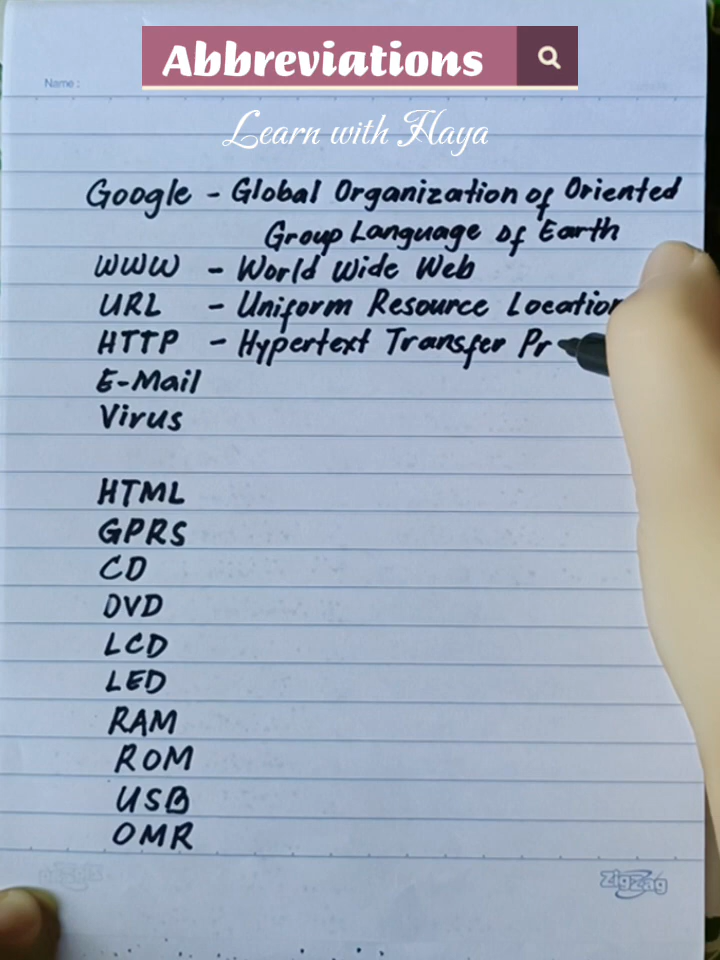 Abbreviations
Name :
Learn with Haya
Google - Global Organization of Oriented
Group Language of Earth
WWW - World Wide Web
URL - Uniform Resource Location
HTTP - Hypertext Transfer Pr
E-Mail
Virus
HTML
GPRS
CD
DVD
LCD
LED
RAM
ROM
USB
OMR
ZigZag